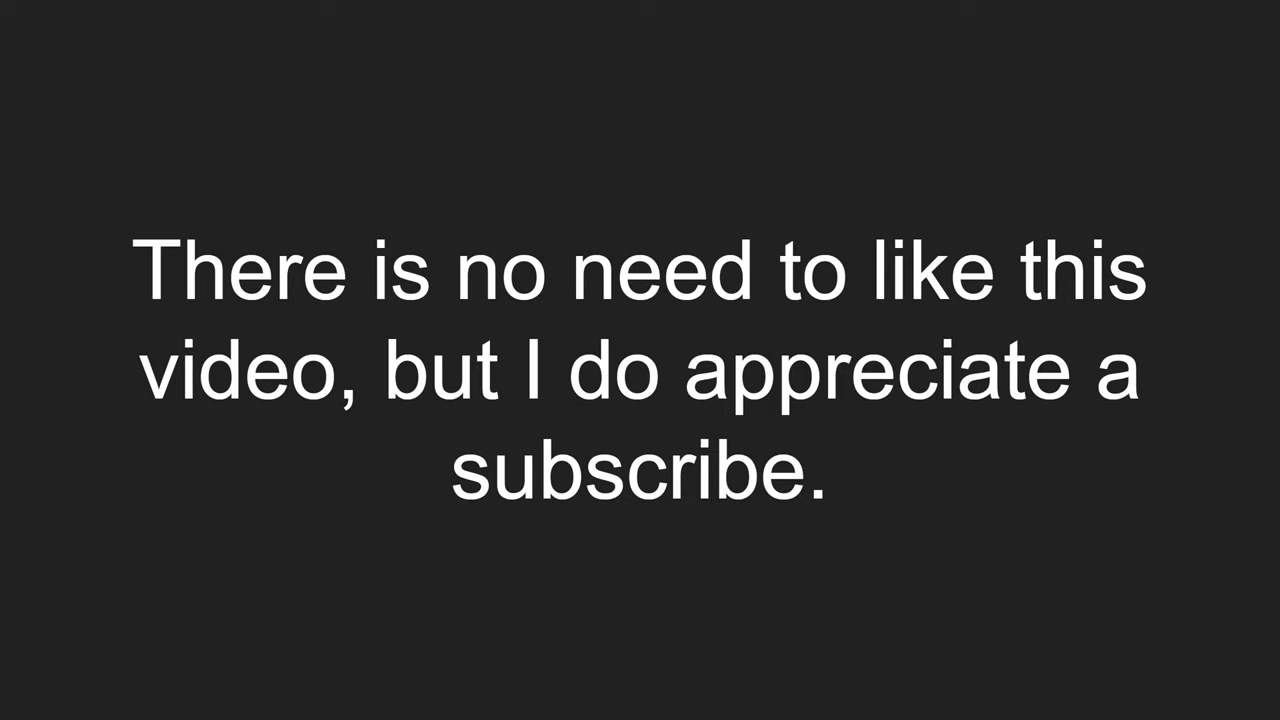 There is no need to like this
video, but I do appreciate a
subscribe.